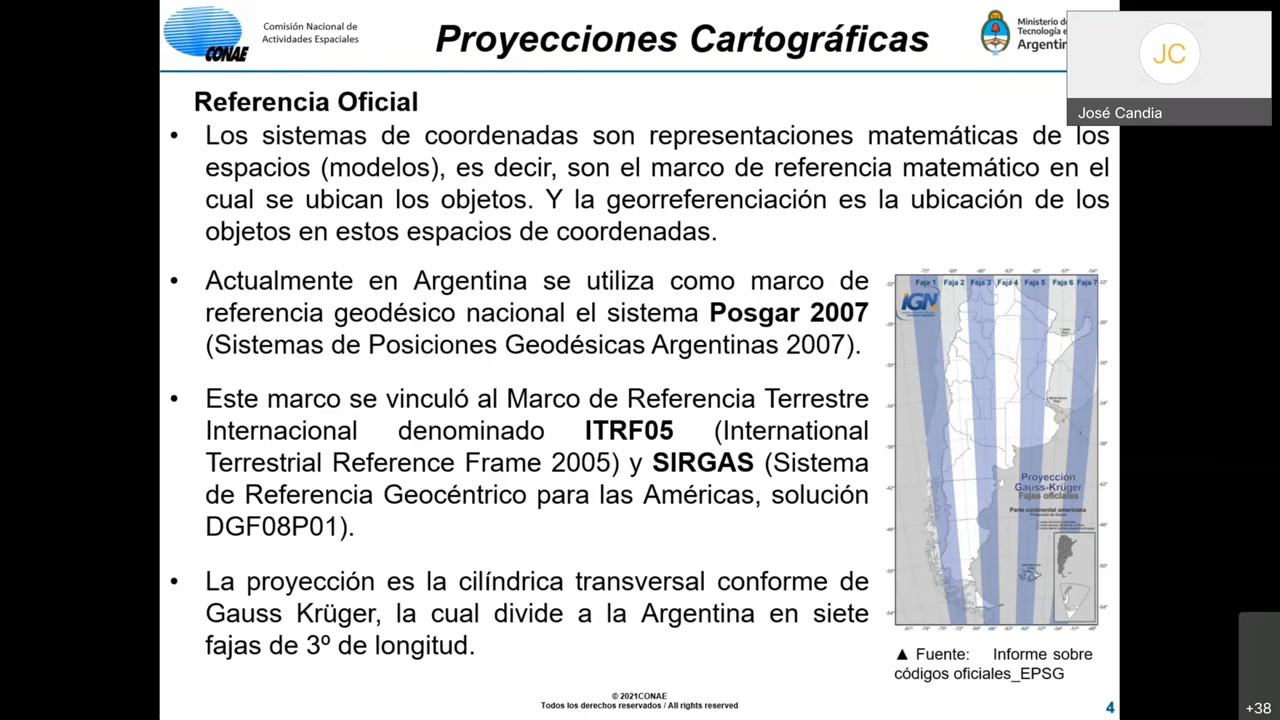 CONAE
Comisión Nacional de
Actividades Espaciales
Proyecciones Cartográficas
Ministerio de
Tecnología e
Argentin
JC
José Candia
Referencia Oficial
• Los sistemas de coordenadas son representaciones matemáticas de los
espacios (modelos), es decir, son el marco de referencia matemático en el
cual se ubican los objetos. Y la georreferenciación es la ubicación de los
objetos en estos espacios de coordenadas.
• Actualmente en Argentina se utiliza como marco de
referencia geodésico nacional el sistema Posgar 2007
(Sistemas de Posiciones Geodésicas Argentinas 2007).
• Este marco se vinculó al Marco de Referencia Terrestre
Internacional denominado ITRF05 (International
Terrestrial Reference Frame 2005) y SIRGAS (Sistema
de Referencia Geocéntrico para las Américas, solución
DGF08P01).
• La proyección es la cilíndrica transversal conforme de
Gauss Krüger, la cual divide a la Argentina en siete
fajas de 3º de longitud.
Faja 1 Faja 2 Faja 3 Faja 4 Faja 5 Faja 6 Faja 7
IGN
Proyección
Gauss-Krüger
Fajas oficiales
Parte continental americana
▲ Fuente: Informe sobre
códigos oficiales_EPSG
© 2021CONAE
Todos los derechos reservados / All rights reserved
4
+38